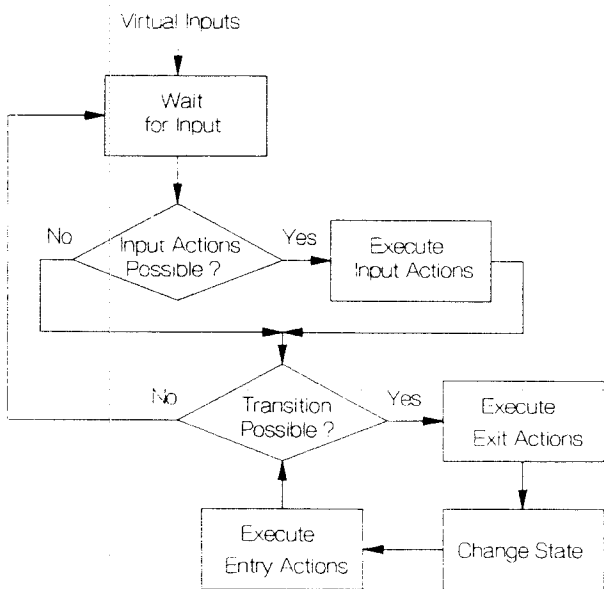 Virtual Inputs
Wait
for Input
No
Input Actions
Possible ?
Yes
Execute
Input Actions
No
Transition
Possible ?
Yes
Execute
Exit Actions
Execute
Entry Actions
Change State